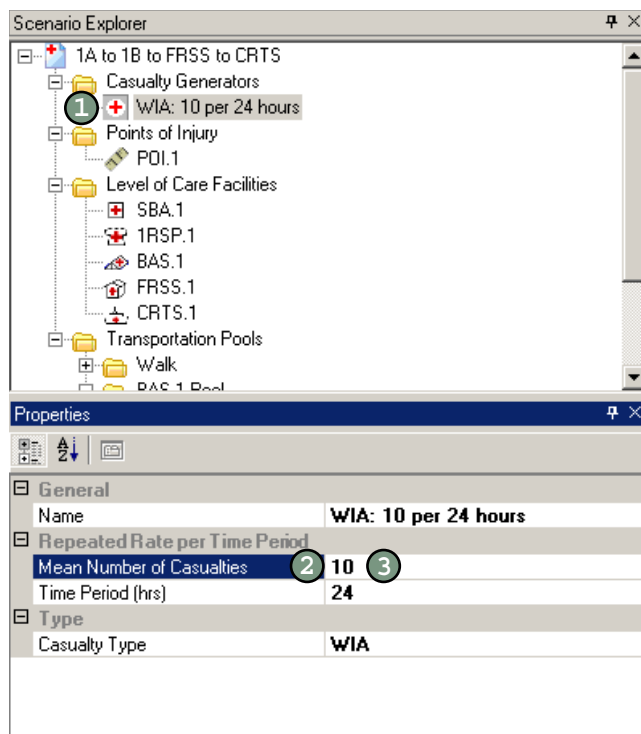 Scenario Explorer
1A to 1B to FRSS to CRTS
Casualty Generators
1 WIA: 10 per 24 hours
Points of Injury
POI.1
Level of Care Facilities
SBA.1
1RSP.1
BAS.1
FRSS.1
CRTS.1
Transportation Pools
Walk
BAS.1 Pool
Properties
A Z
General
Name WIA: 10 per 24 hours
Repeated Rate per Time Period
Mean Number of Casualties 2 10 3
Time Period (hrs) 24
Type
Casualty Type WIA